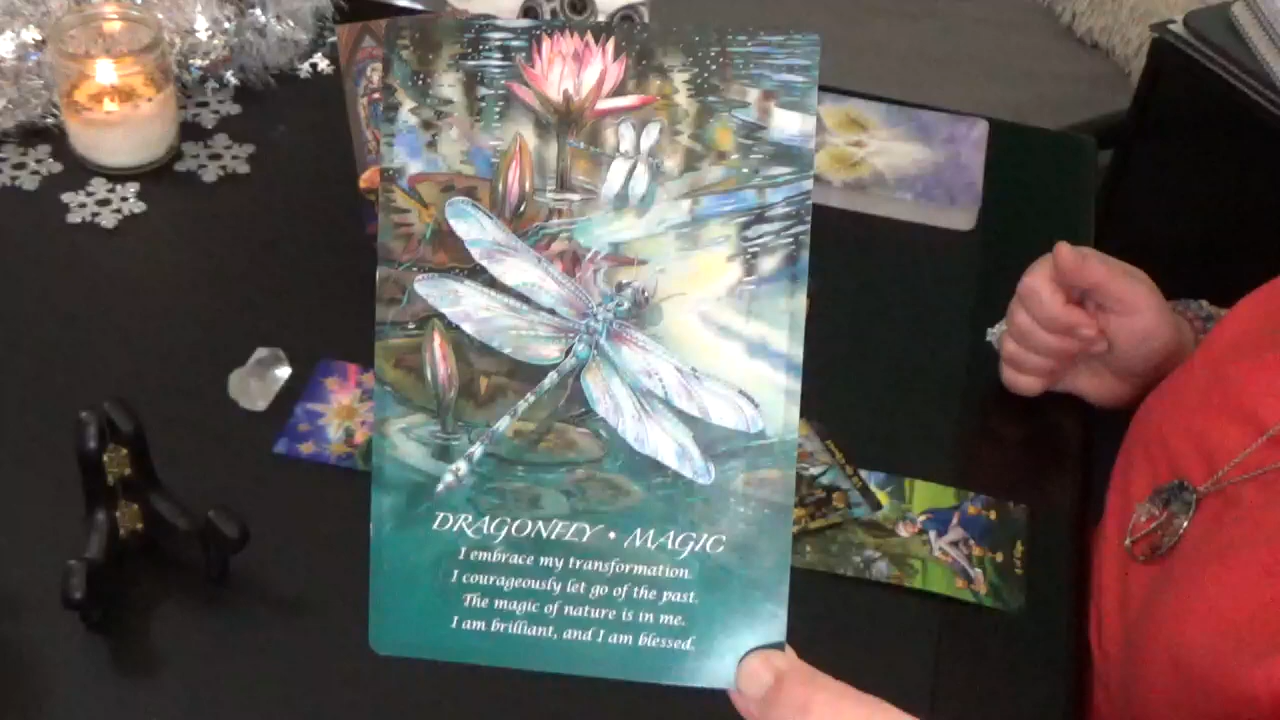 DRAGONFLY • MAGIC
I embrace my transformation.
I courageously let go of the past.
The magic of nature is in me.
I am brilliant, and I am blessed.